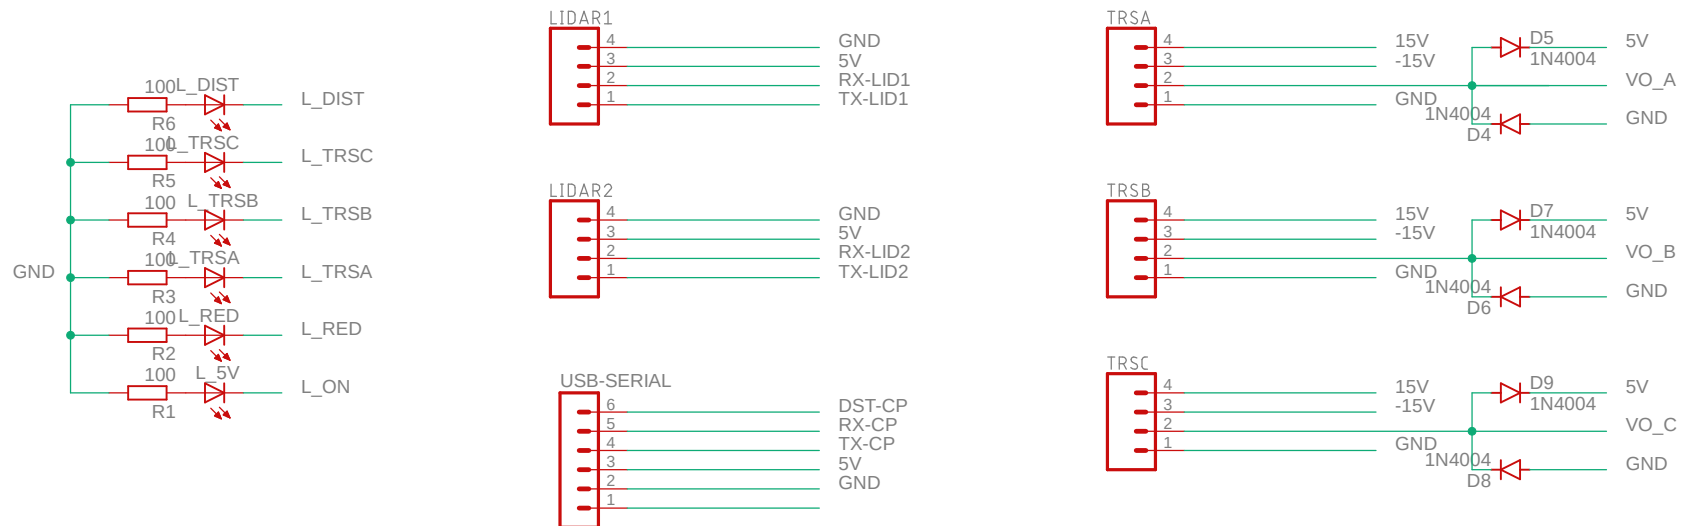 100
L_DIST
L_DIST
R6
100
L_TRSC
L_TRSC
R5
100
L_TRSB
L_TRSB
R4
100
L_TRSA
L_TRSA
GND
R3
100
L_RED
L_RED
R2
100
L_5V
L_ON
R1
LIDAR1
4
GND
3
5V
2
RX-LID1
1
TX-LID1
LIDAR2
4
GND
3
5V
2
RX-LID2
1
TX-LID2
USB-SERIAL
6
DST-CP
5
RX-CP
4
TX-CP
3
5V
2
GND
1
TRSA
4
15V
3
-15V
2
1
GND
D5
1N4004
5V
VO_A
1N4004
D4
GND
TRSB
4
15V
3
-15V
2
1
GND
D7
1N4004
5V
VO_B
1N4004
D6
GND
TRSC
4
15V
3
-15V
2
1
GND
D9
1N4004
5V
VO_C
1N4004
D8
GND